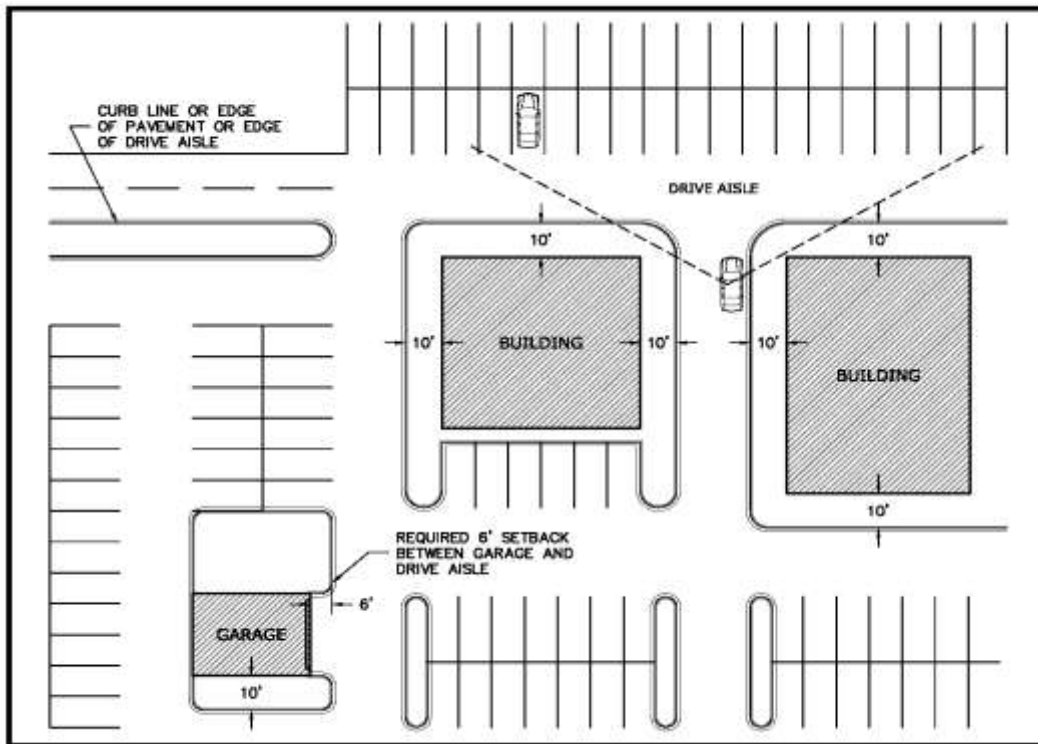 CURB LINE OR EDGE
OF PAVEMENT OR EDGE
OF DRIVE AISLE
DRIVE AISLE
10'
10'
10'
BUILDING
10'
10'
BUILDING
10'
REQUIRED 6' SETBACK
BETWEEN GARAGE AND
DRIVE AISLE
6'
GARAGE
10'